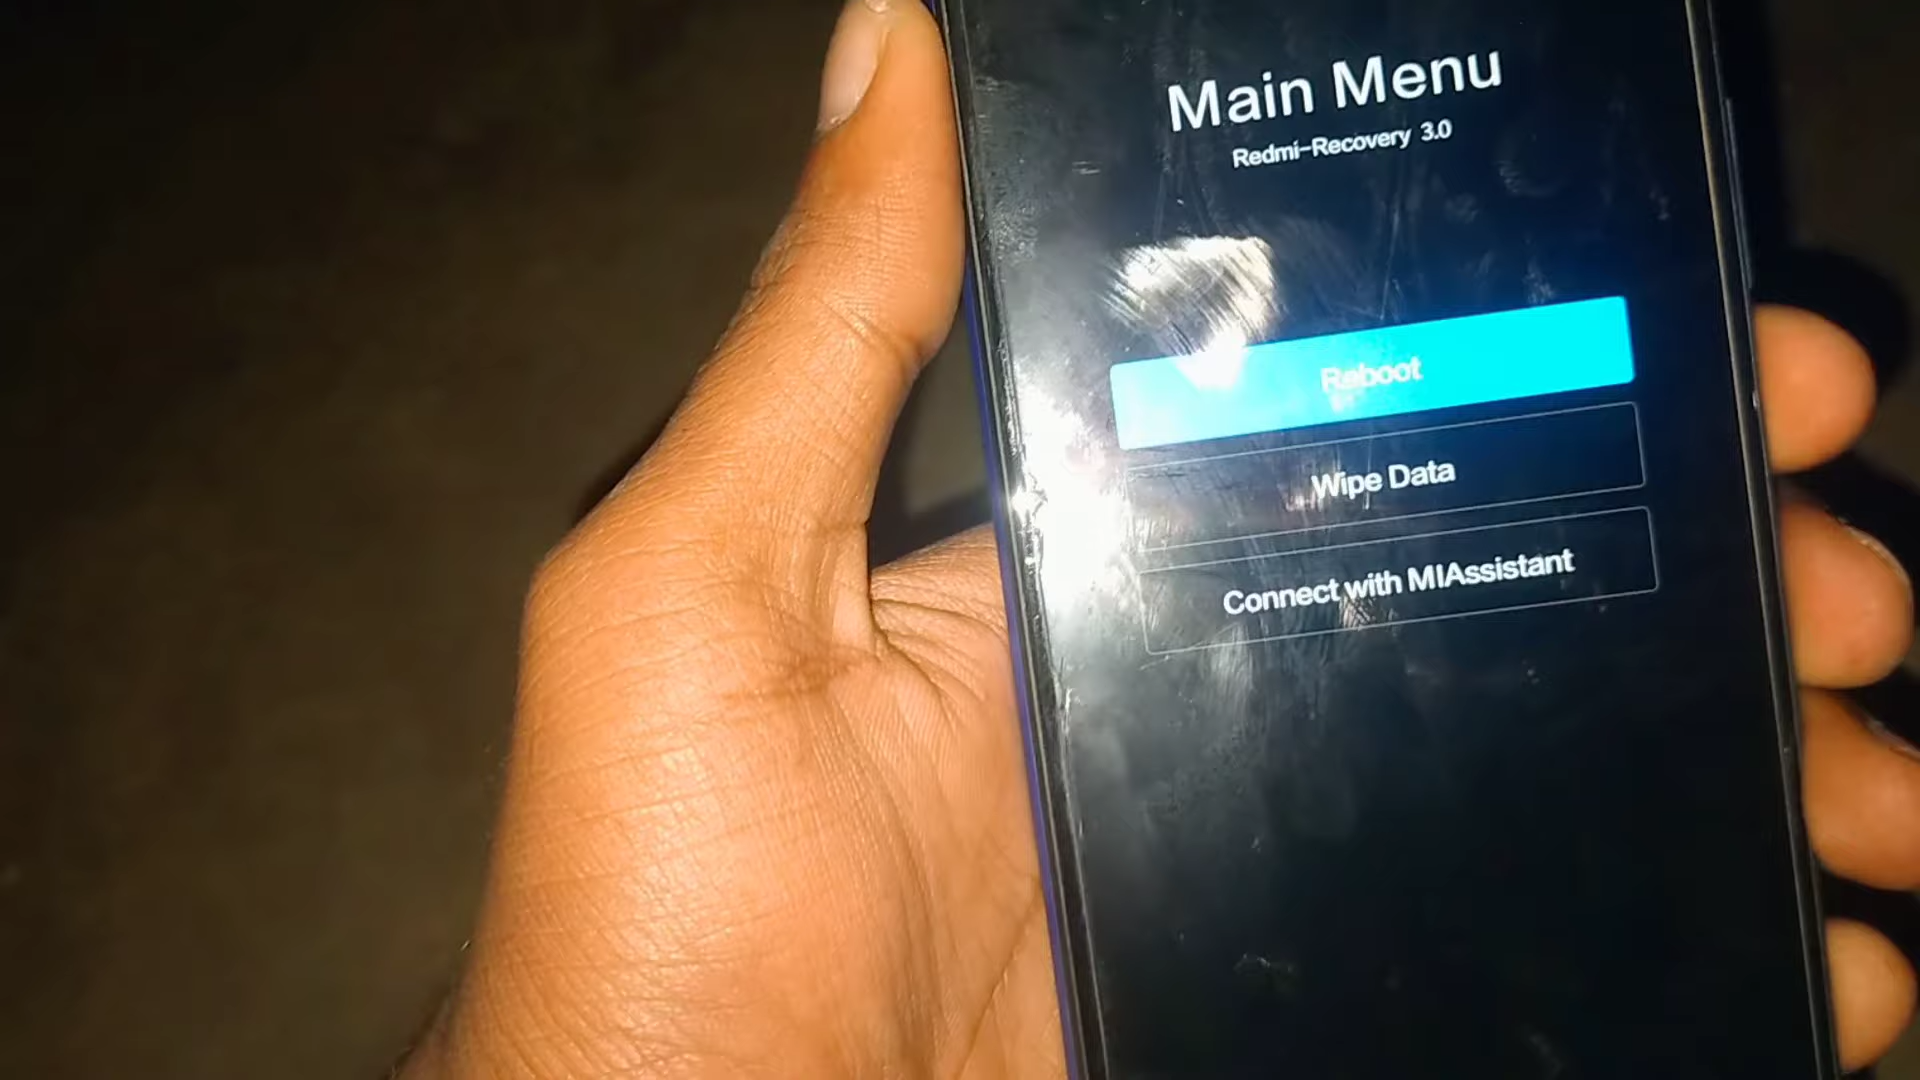 Main Menu
Redmi-Recovery 3.0
Reboot
Wipe Data
Connect with MIAssistant